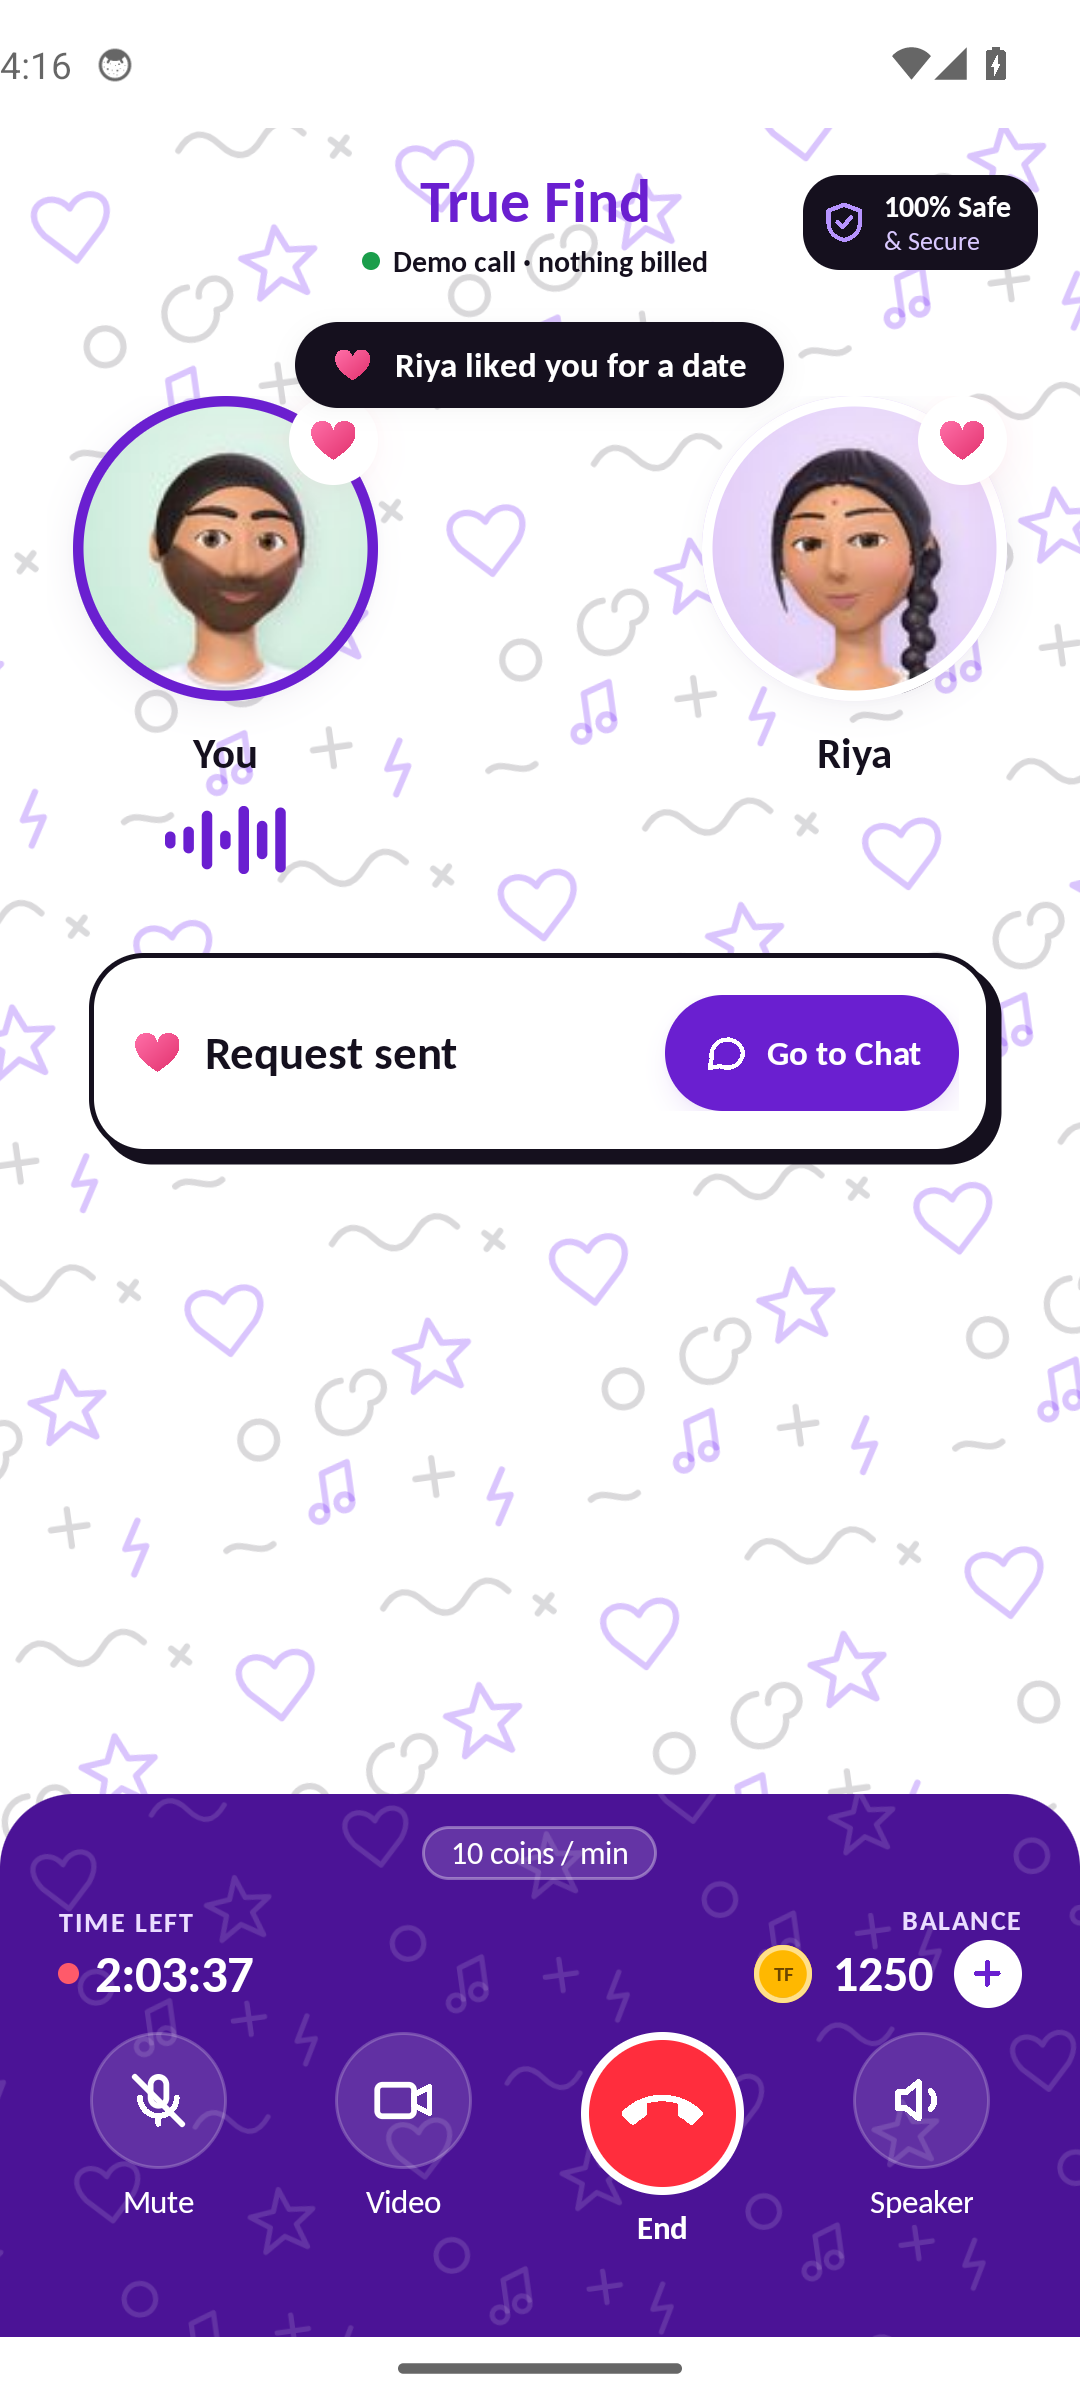 4:16
True Find
Demo call · nothing billed
100% Safe
& Secure
Riya liked you for a date
You
Riya
Request sent
Go to Chat
10 coins / min
TIME LEFT
2:03:37
BALANCE
TF
1250
Mute
Video
End
Speaker